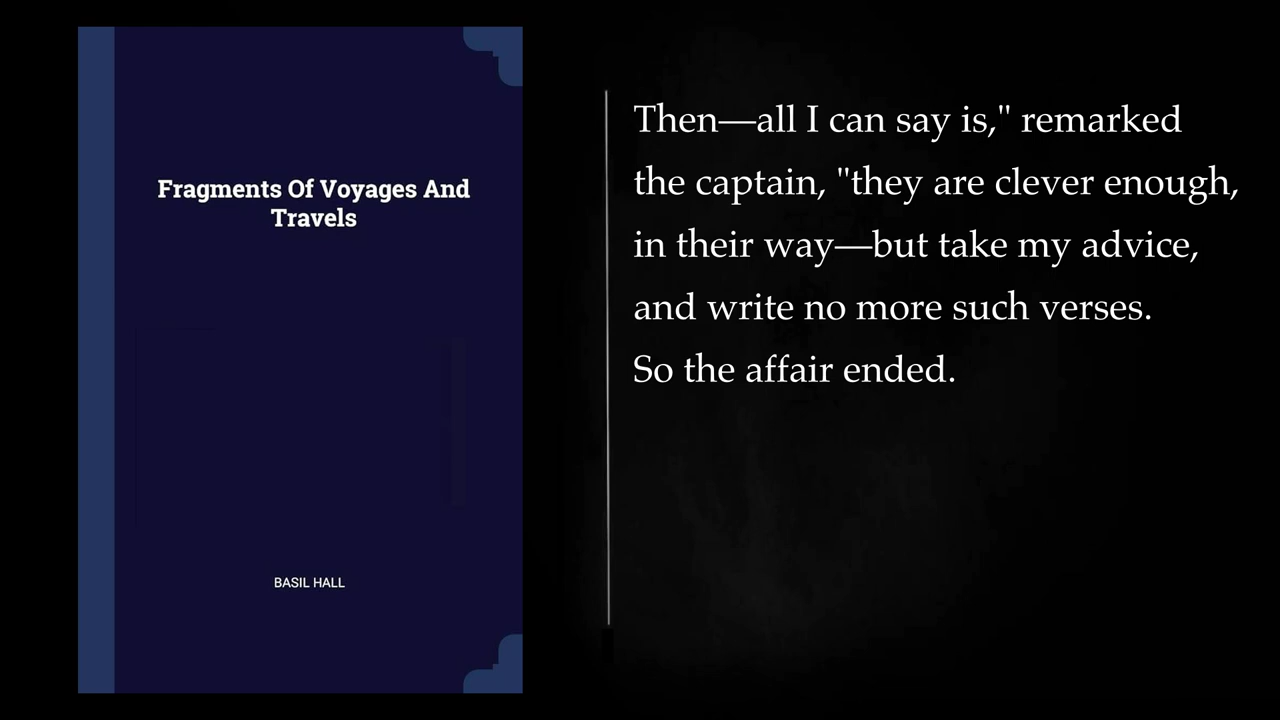 Fragments Of Voyages And
Travels
BASIL HALL
Then—all I can say is," remarked
the captain, "they are clever enough,
in their way—but take my advice,
and write no more such verses.
So the affair ended.